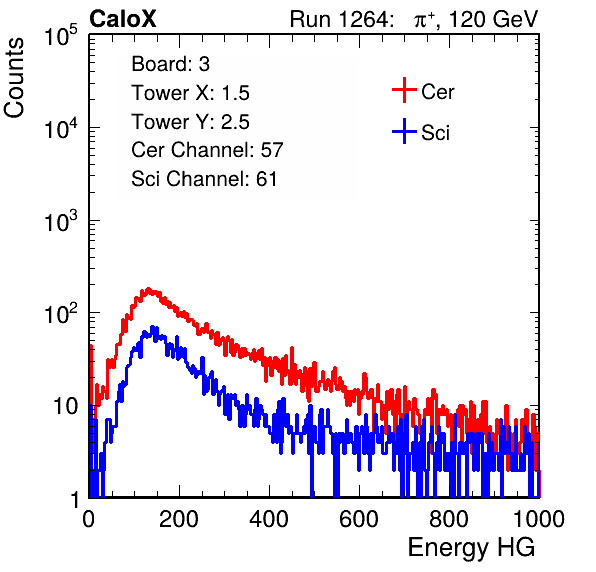 CaloX Run 1264: π⁺, 120 GeV
Counts
10⁵
10⁴
10³
10²
10
1
Board: 3
Tower X: 1.5
Tower Y: 2.5
Cer Channel: 57
Sci Channel: 61
Cer
Sci
0 200 400 600 800 1000
Energy HG